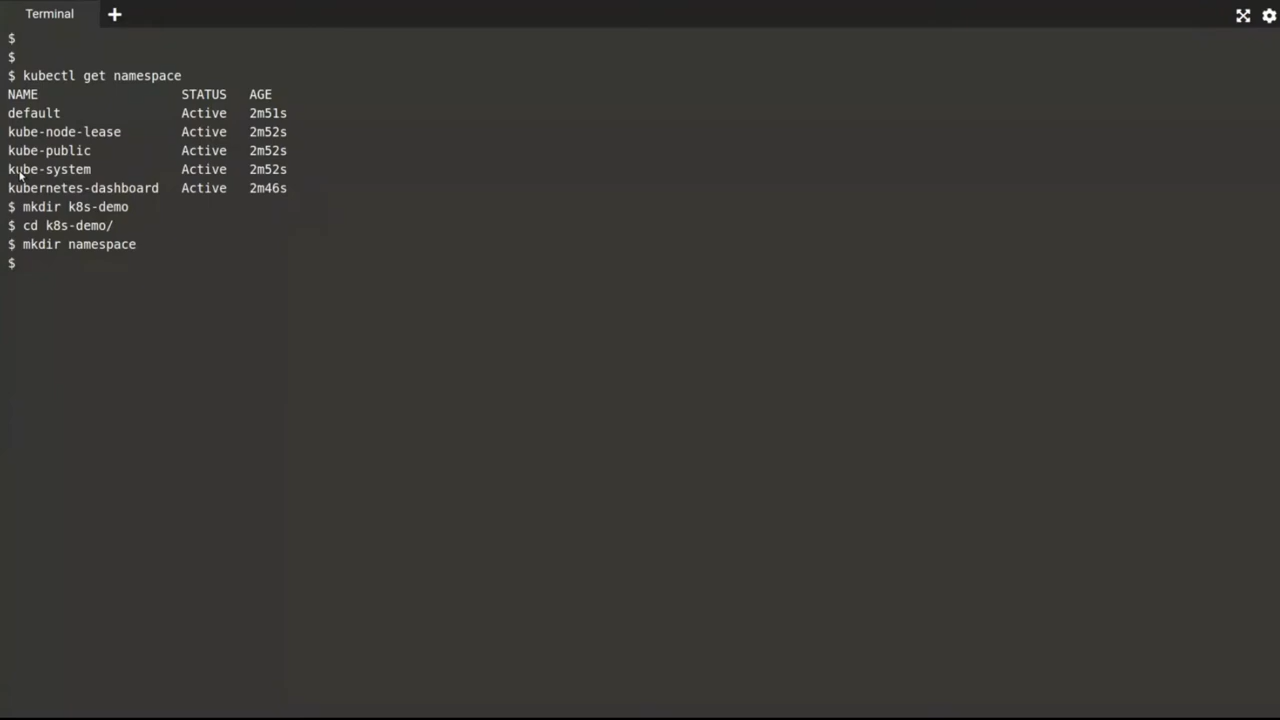 Terminal
$
$
$ kubectl get namespace
NAME STATUS AGE
default Active 2m51s
kube-node-lease Active 2m52s
kube-public Active 2m52s
kube-system Active 2m52s
kubernetes-dashboard Active 2m46s
$ mkdir k8s-demo
$ cd k8s-demo/
$ mkdir namespace
$